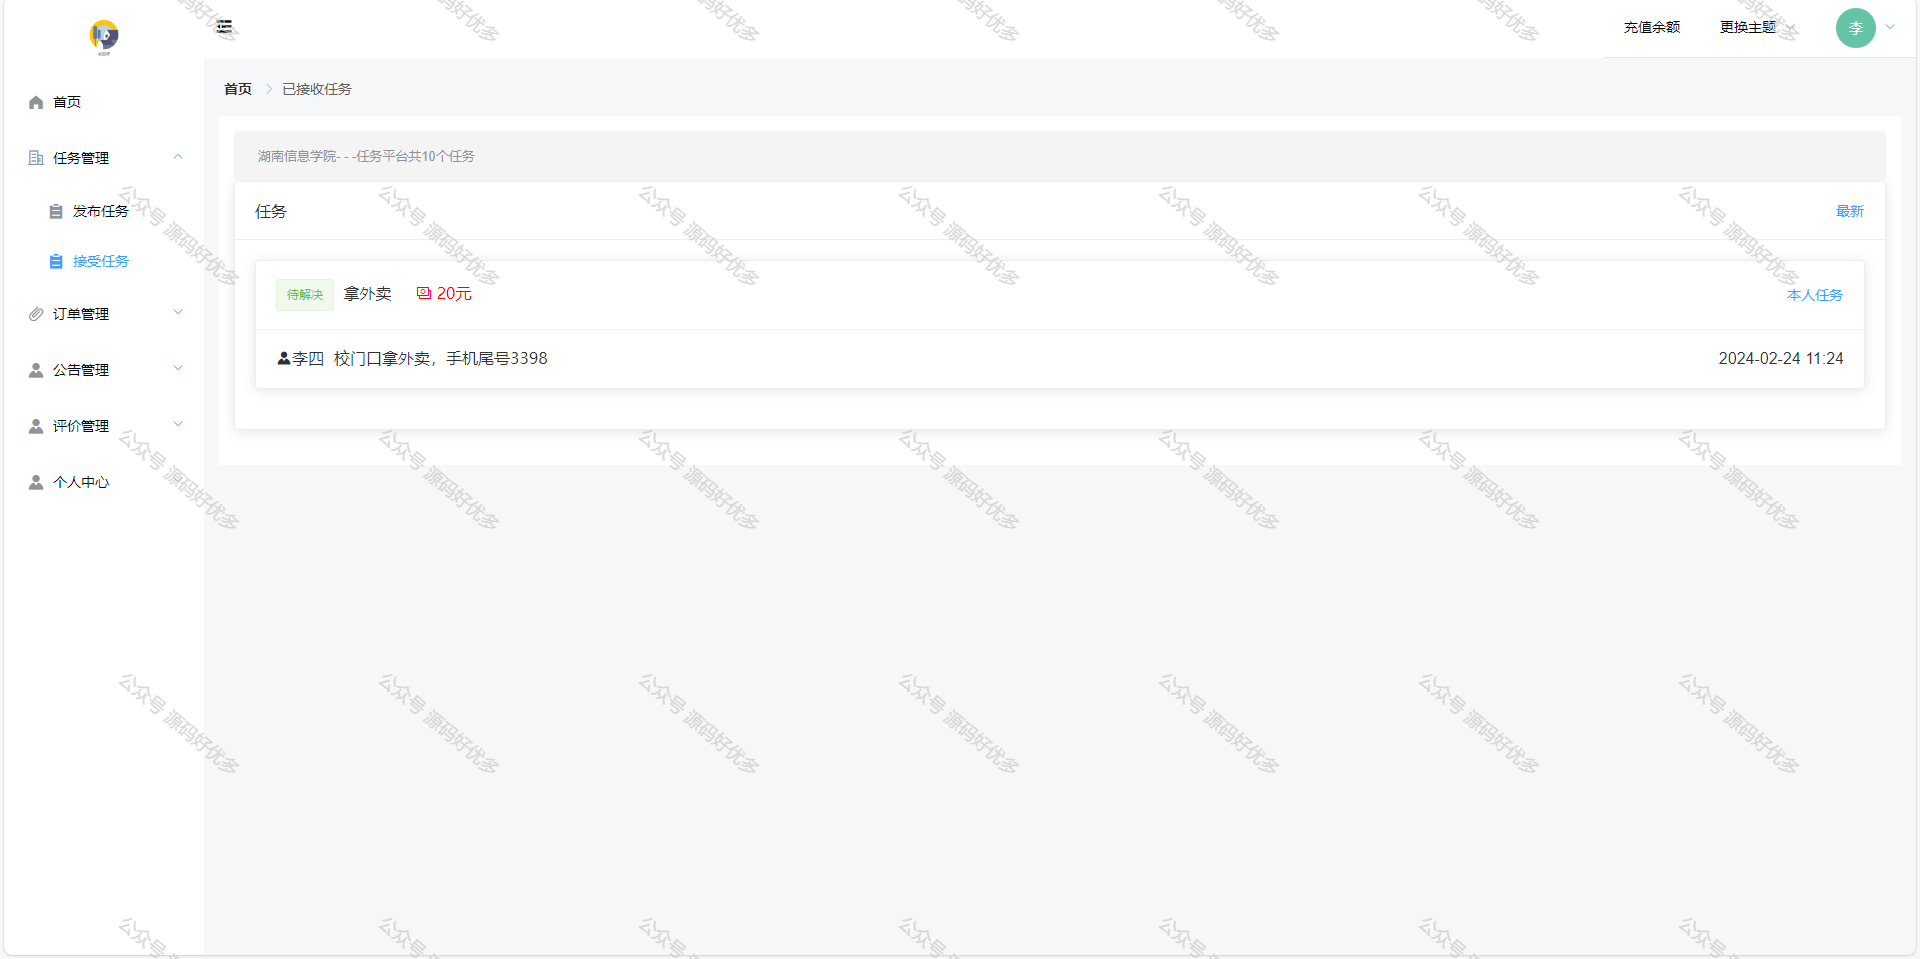 充值余额
更换主题
李
首页
任务管理
发布任务
接受任务
订单管理
公告管理
评价管理
个人中心
首页 > 已接收任务
湖南信息学院- - -任务平台共10个任务
任务
最新
待解决 拿外卖 20元
本人任务
李四 校门口拿外卖，手机尾号3398
2024-02-24 11:24
公众号 源码好优多